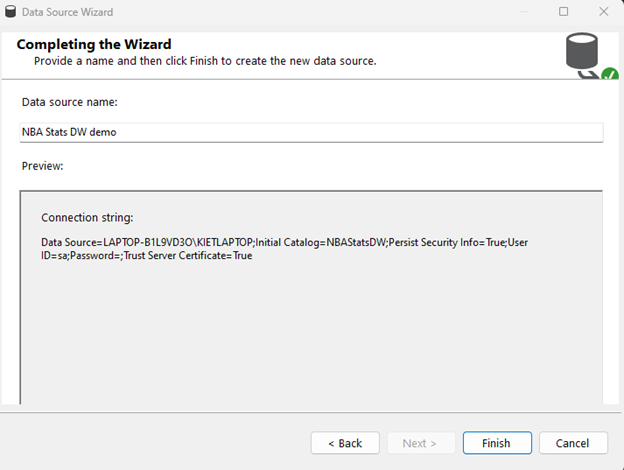 Data Source Wizard
Completing the Wizard
Provide a name and then click Finish to create the new data source.
Data source name:
NBA Stats DW demo
Preview:
Connection string:
Data Source=LAPTOP-B1L9VD3O\KIETLAPTOP;Initial Catalog=NBAStatsDW;Persist Security Info=True;User
ID=sa;Password=;Trust Server Certificate=True
< Back
Next >
Finish
Cancel